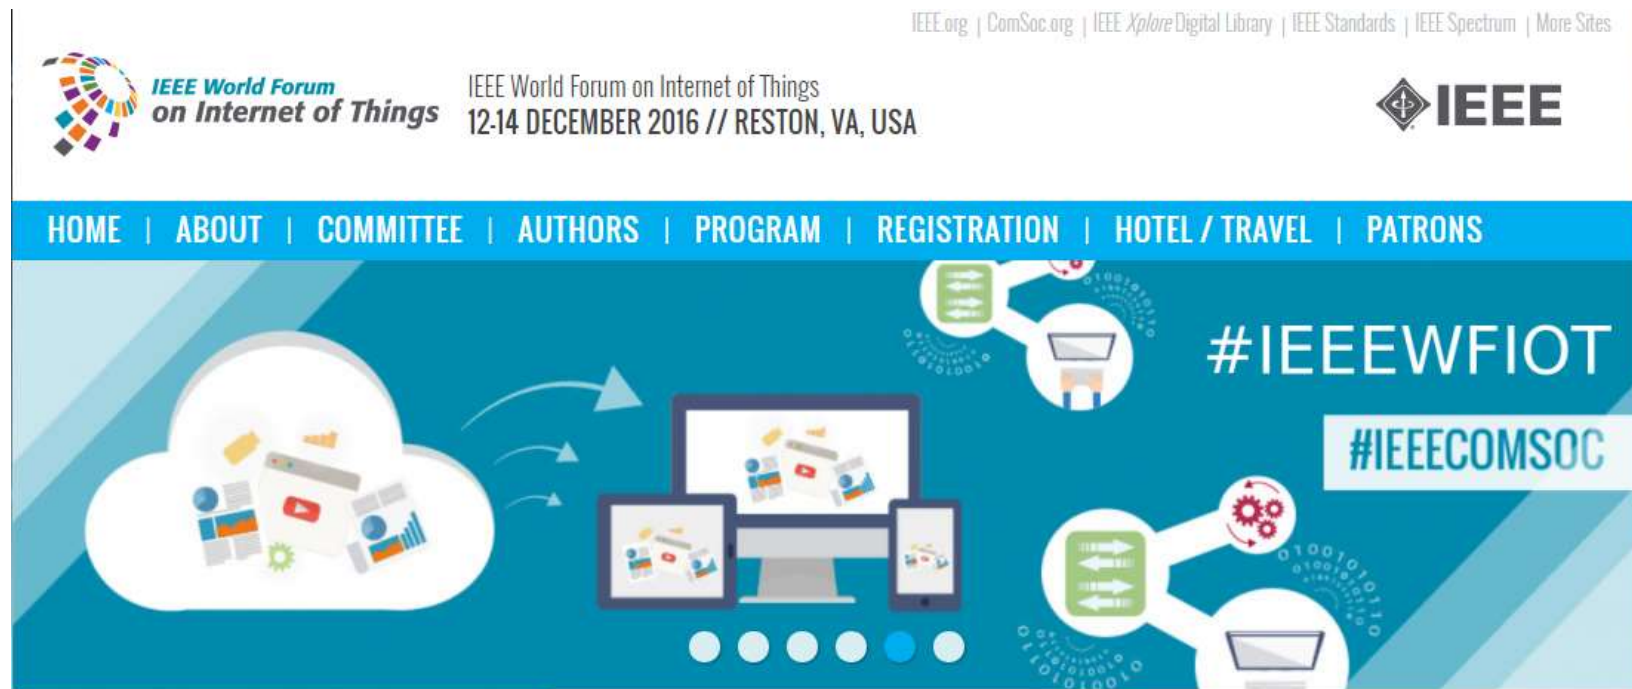 IEEE.org | ComSoc.org | IEEE Xplore Digital Library | IEEE Standards | IEEE Spectrum | More Sites
IEEE World Forum
on Internet of Things
IEEE World Forum on Internet of Things
12-14 DECEMBER 2016 // RESTON, VA, USA
IEEE
HOME | ABOUT | COMMITTEE | AUTHORS | PROGRAM | REGISTRATION | HOTEL / TRAVEL | PATRONS
#IEEEWFIOT
#IEEECOMSOC